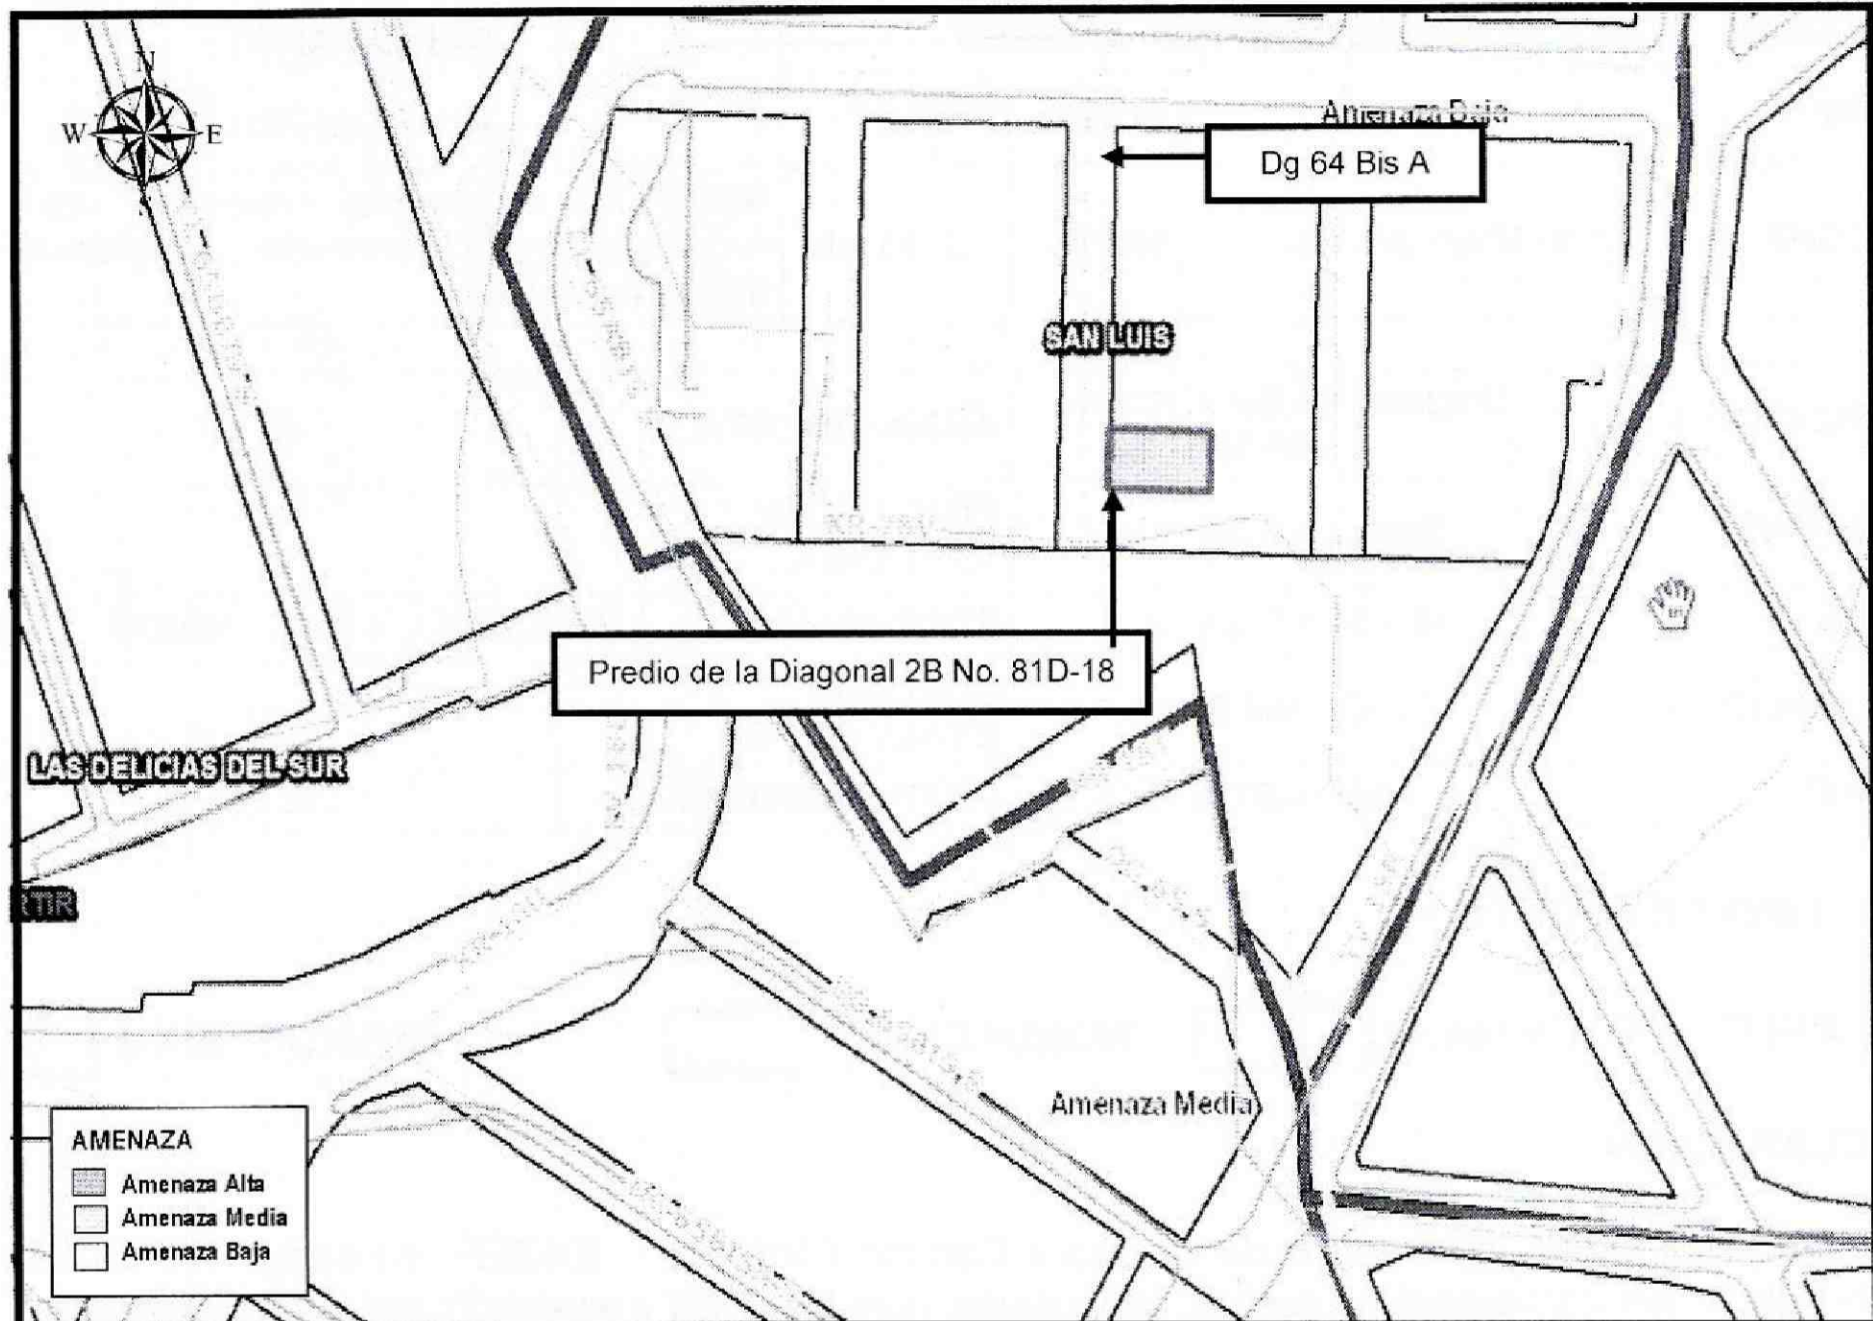 N
W E
S
Amenaza Baja
Dg 64 Bis A
SAN LUIS
Predio de la Diagonal 2B No. 81D-18
LAS DELICIAS DEL SUR
RTIR
Amenaza Media
AMENAZA
Amenaza Alta
Amenaza Media
Amenaza Baja